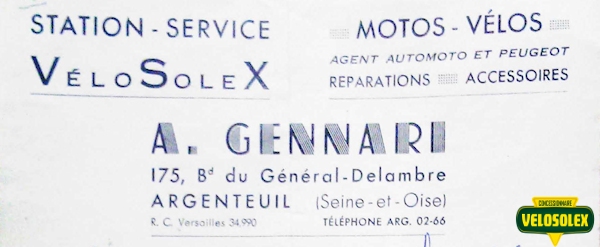 STATION - SERVICE
VÉLOSOLEX
MOTOS - VÉLOS
AGENT AUTOMOTO ET PEUGEOT
REPARATIONS ACCESSOIRES
A. GENNARI
175, Bd du Général-Delambre
ARGENTEUIL (Seine-et-Oise)
R. C. Versailles 34.990 TÉLÉPHONE ARG. 02-66
CONCESSIONNAIRE
VELOSOLEX